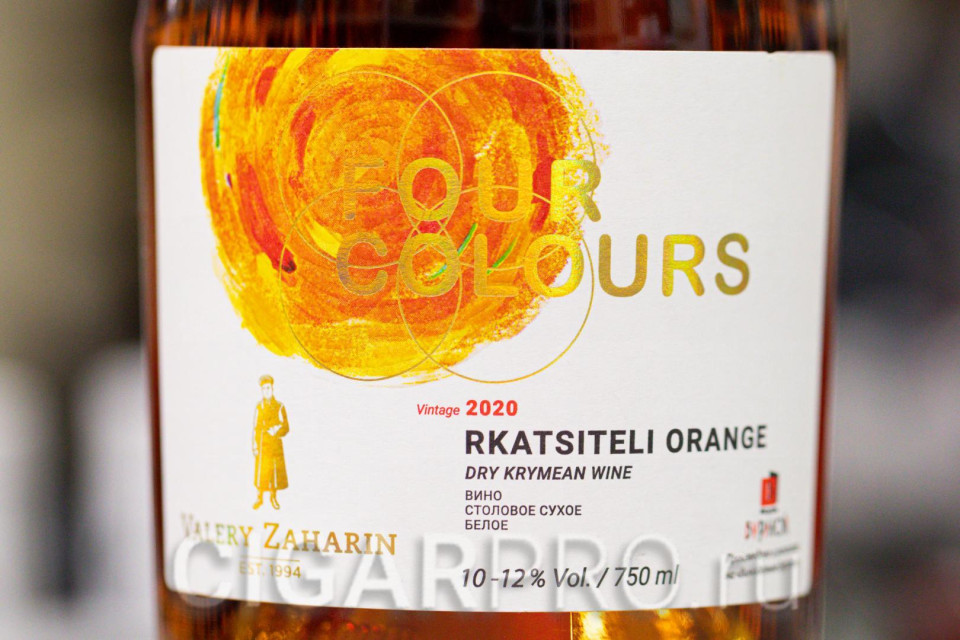 FOUR
COLOURS
Vintage 2020
RKATSITELI ORANGE
DRY KRYMEAN WINE
ВИНО
СТОЛОВОЕ СУХОЕ
БЕЛОЕ
VALERY ZAHARIN
EST. 1994
10-12% Vol. / 750 ml
CIGARPRO.ru